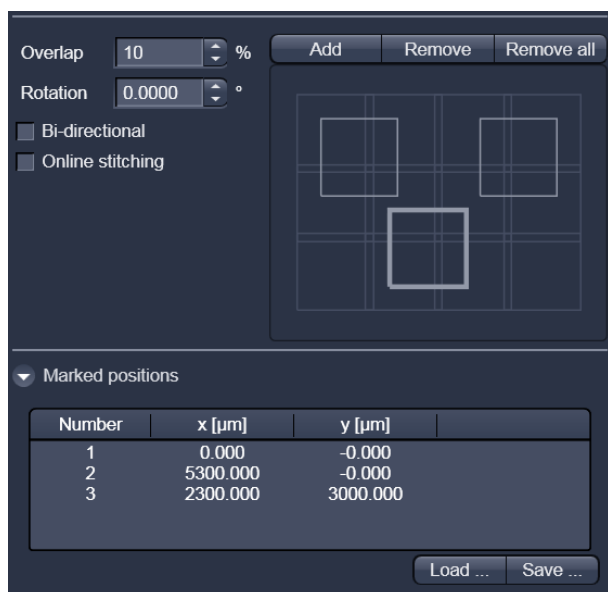 Overlap 10 % Add Remove Remove all
Rotation 0.0000 °
Bi-directional
Online stitching
Marked positions
Number x [µm] y [µm]
1 0.000 -0.000
2 5300.000 -0.000
3 2300.000 3000.000
Load ... Save ...